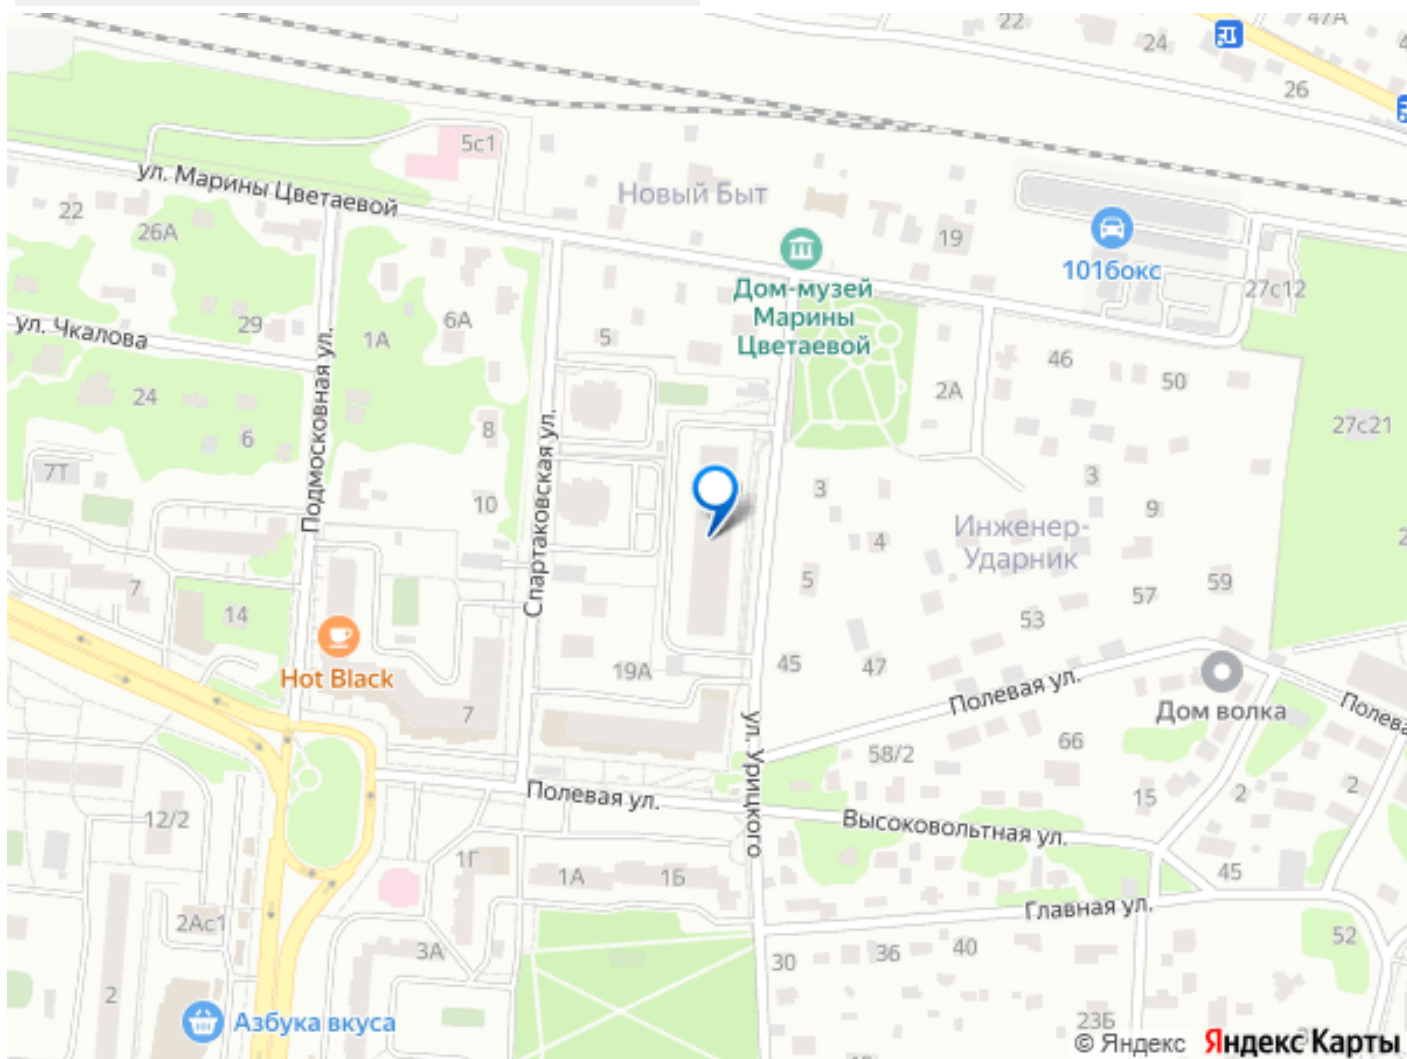 22
47А
24
26
5с1
ул. Марины Цветаевой
Новый Быт
22
26А
19
101бокс
27с12
Дом-музей
Марины
Цветаевой
ул. Чкалова
29
1А
6А
5
46
50
2А
24
6
8
27с21
7Т
Подмосковная ул.
Спартаковская ул.
10
3
3
9
4
Инженер-
Ударник
5
7
14
57
59
53
Hot Black
19А
45
47
Полевая ул.
Дом волка
Полева
7
ул. Урицкого
58/2
66
15
2
2
12/2
Полевая ул.
Высоковольтная ул.
1Г
1А
1Б
45
2Ас1
Главная ул.
3А
30
36
40
52
2
Азбука вкуса
23Б
© Яндекс
Яндекс Карты